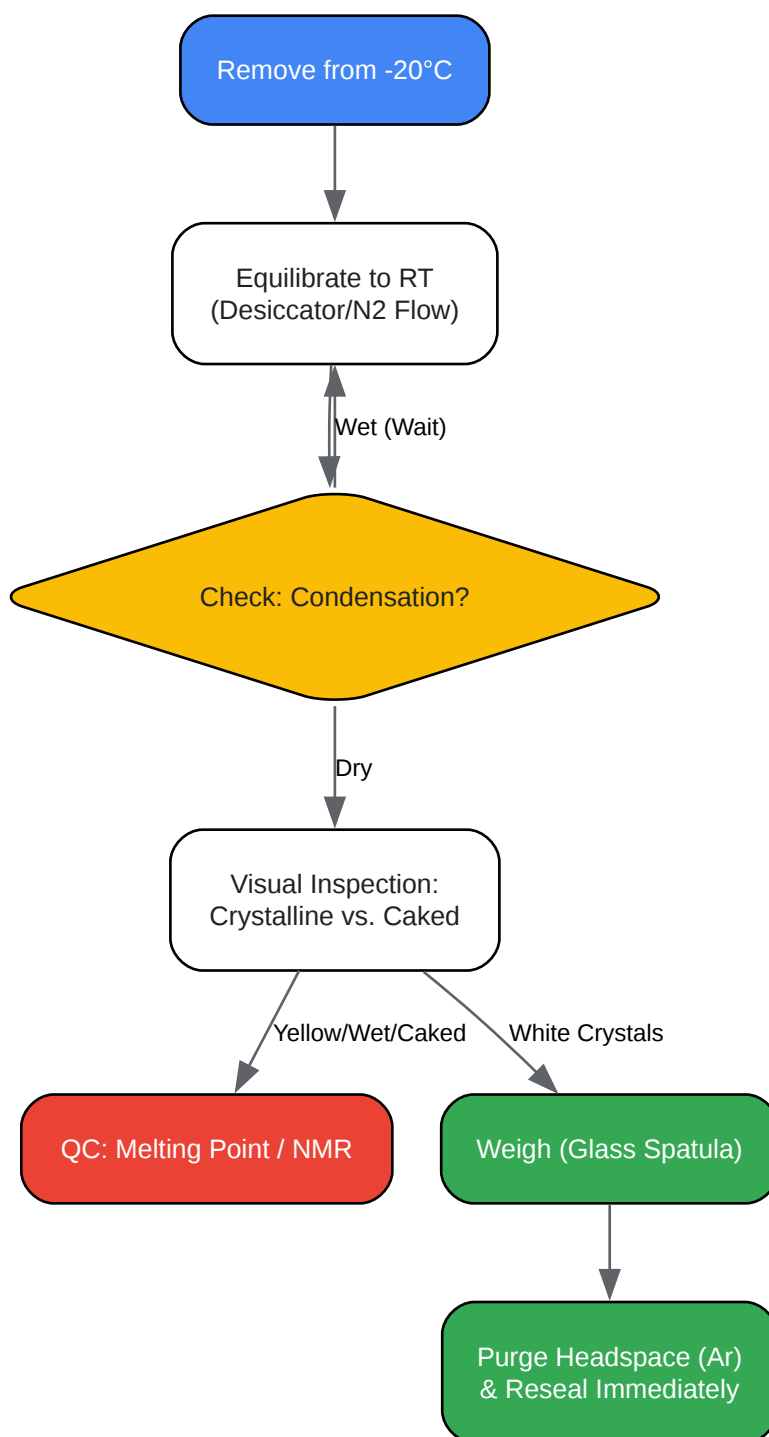 Remove from -20°C
Equilibrate to RT
(Desiccator/N2 Flow)
Wet (Wait)
Check: Condensation?
Dry
Visual Inspection:
Crystalline vs. Caked
Yellow/Wet/Caked
White Crystals
QC: Melting Point / NMR
Weigh (Glass Spatula)
Purge Headspace (Ar)
& Reseal Immediately